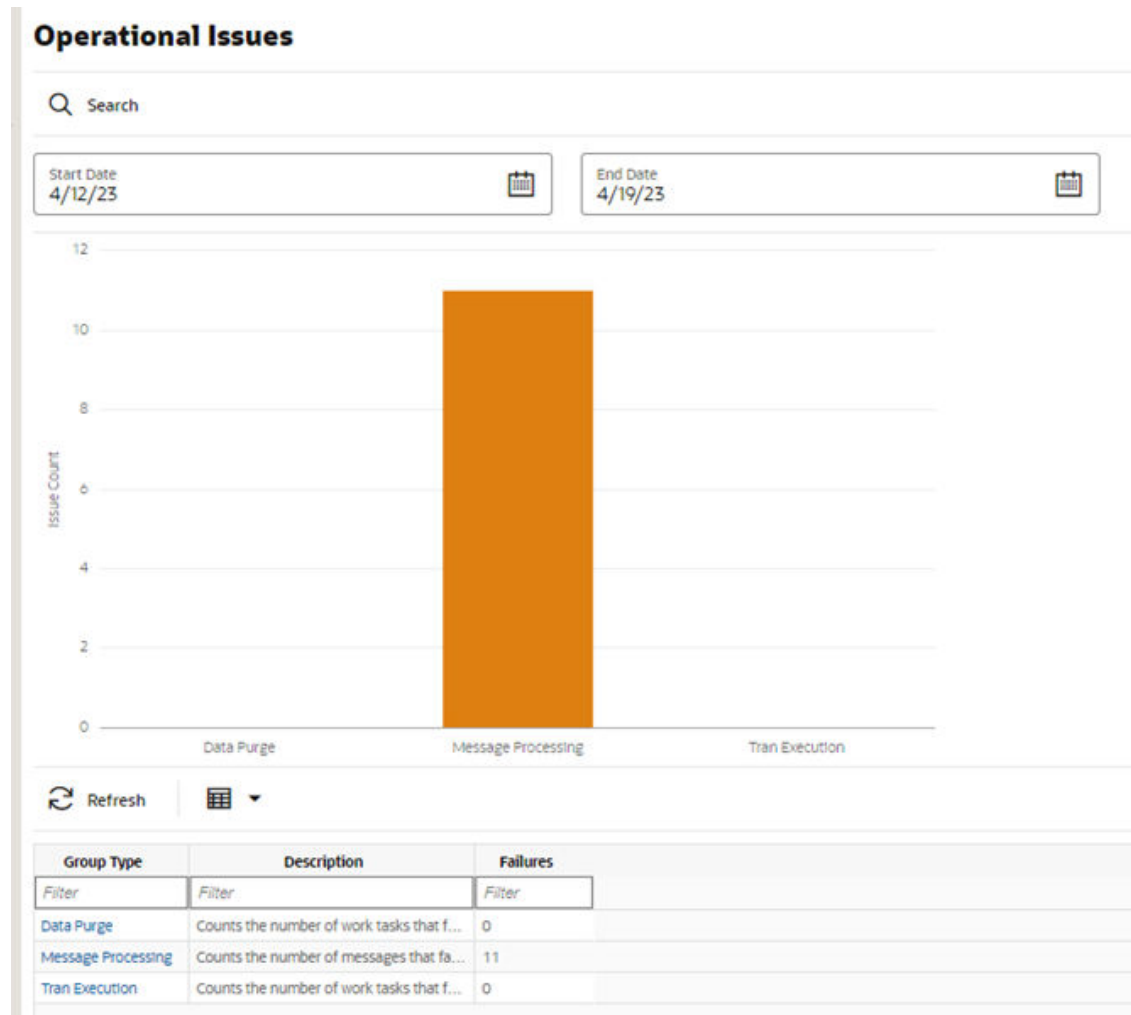 Operational Issues
Search
Start Date
4/12/23
End Date
4/19/23
12
10
8
6
4
2
0
Issue Count
Data Purge Message Processing Tran Execution
Refresh
Group Type Description Failures
Filter Filter Filter
Data Purge Counts the number of work tasks that f... 0
Message Processing Counts the number of messages that fa... 11
Tran Execution Counts the number of work tasks that f... 0